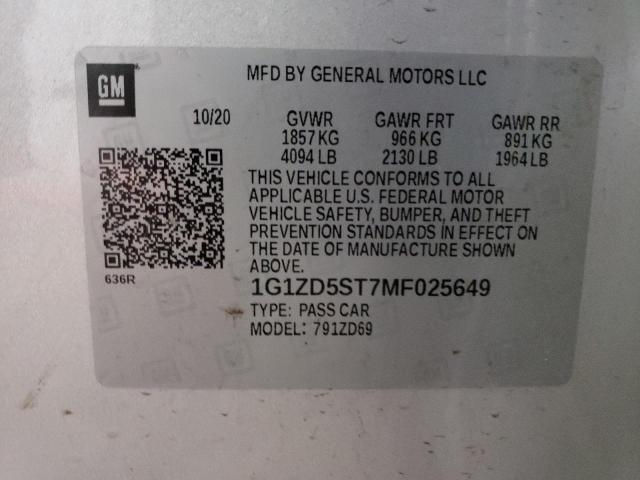 GM
MFD BY GENERAL MOTORS LLC
10/20 GVWR GAWR FRT GAWR RR
1857 KG 966 KG 891 KG
4094 LB 2130 LB 1964 LB
THIS VEHICLE CONFORMS TO ALL
APPLICABLE U.S. FEDERAL MOTOR
VEHICLE SAFETY, BUMPER, AND THEFT
PREVENTION STANDARDS IN EFFECT ON
THE DATE OF MANUFACTURE SHOWN
ABOVE.
636R
1G1ZD5ST7MF025649
TYPE: PASS CAR
MODEL: 791ZD69